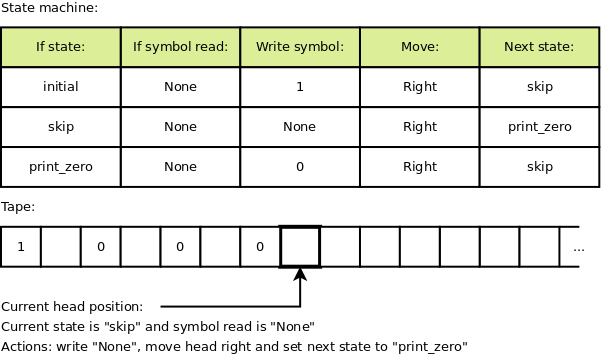 State machine:
If state: If symbol read: Write symbol: Move: Next state:
initial None 1 Right skip
skip None None Right print_zero
print_zero None 0 Right skip
Tape:
1 0 0 0 ...
Current head position:
Current state is "skip" and symbol read is "None"
Actions: write "None", move head right and set next state to "print_zero"